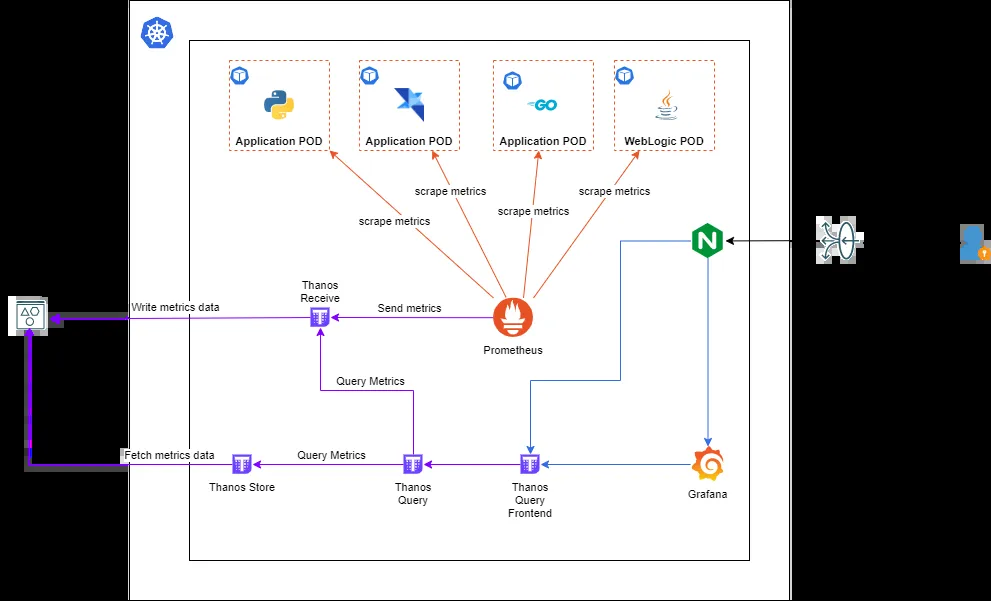 Application POD
Application POD
GO
Application POD
WebLogic POD
scrape metrics
scrape metrics
scrape metrics
scrape metrics
N
Thanos
Receive
Write metrics data
Send metrics
Prometheus
Query Metrics
Fetch metrics data
Query Metrics
Thanos Store
Thanos
Query
Thanos
Query
Frontend
Grafana